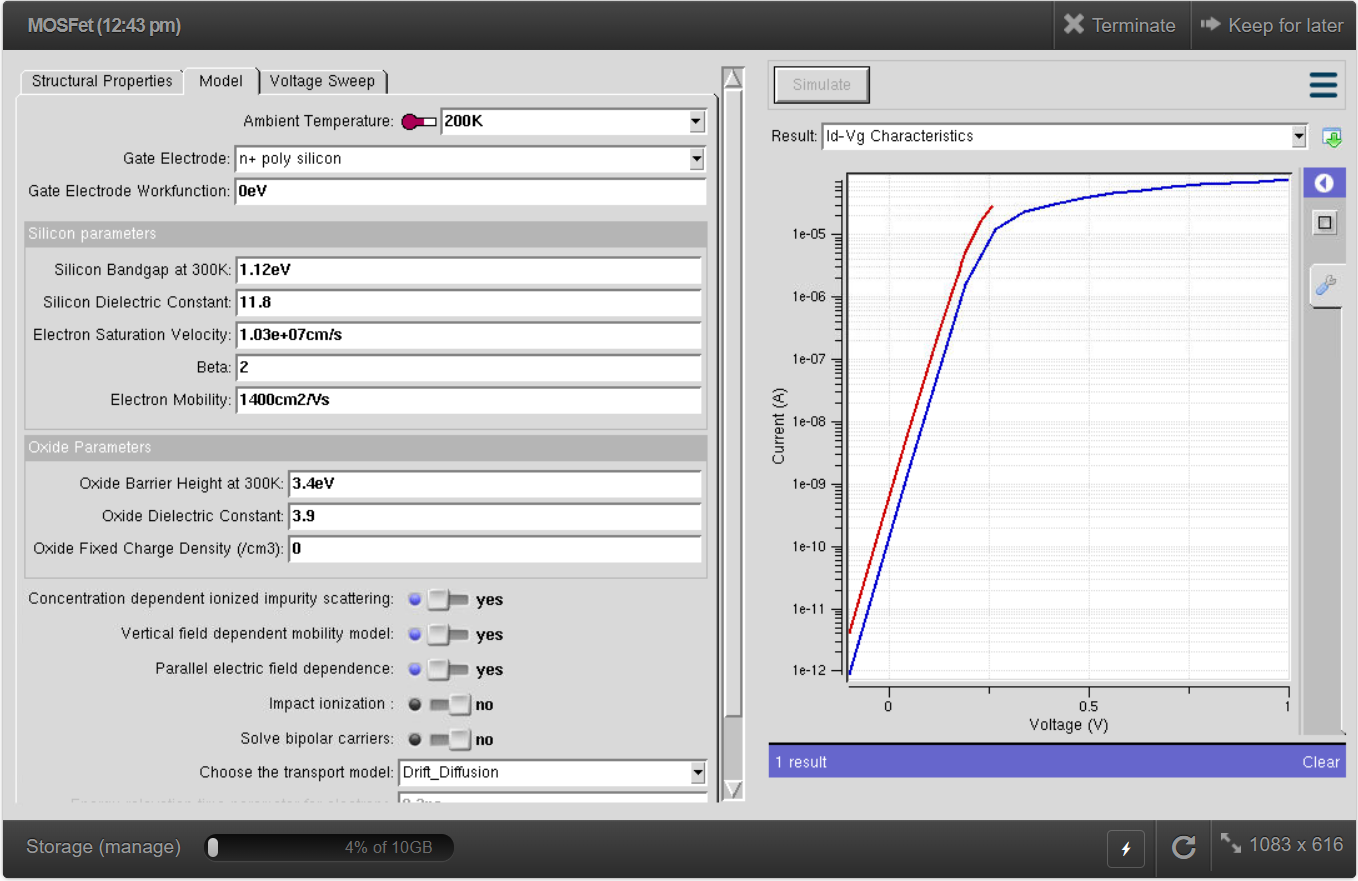 MOSFet (12:43 pm)
Terminate
Keep for later
Structural Properties
Model
Voltage Sweep
Ambient Temperature: 200K
Gate Electrode: n+ poly silicon
Gate Electrode Workfunction: 0eV
Silicon parameters
Silicon Bandgap at 300K: 1.12eV
Silicon Dielectric Constant: 11.8
Electron Saturation Velocity: 1.03e+07cm/s
Beta: 2
Electron Mobility: 1400cm2/Vs
Oxide Parameters
Oxide Barrier Height at 300K: 3.4eV
Oxide Dielectric Constant: 3.9
Oxide Fixed Charge Density (/cm3): 0
Concentration dependent ionized impurity scattering: yes
Vertical field dependent mobility model: yes
Parallel electric field dependence: yes
Impact ionization : no
Solve bipolar carriers: no
Choose the transport model: Drift_Diffusion
Simulate
Result: Id-Vg Characteristics
1e-05
1e-06
1e-07
1e-08
1e-09
1e-10
1e-11
1e-12
Current (A)
0
0.5
1
Voltage (V)
1 result
Clear
Storage (manage)
4% of 10GB
1083 x 616